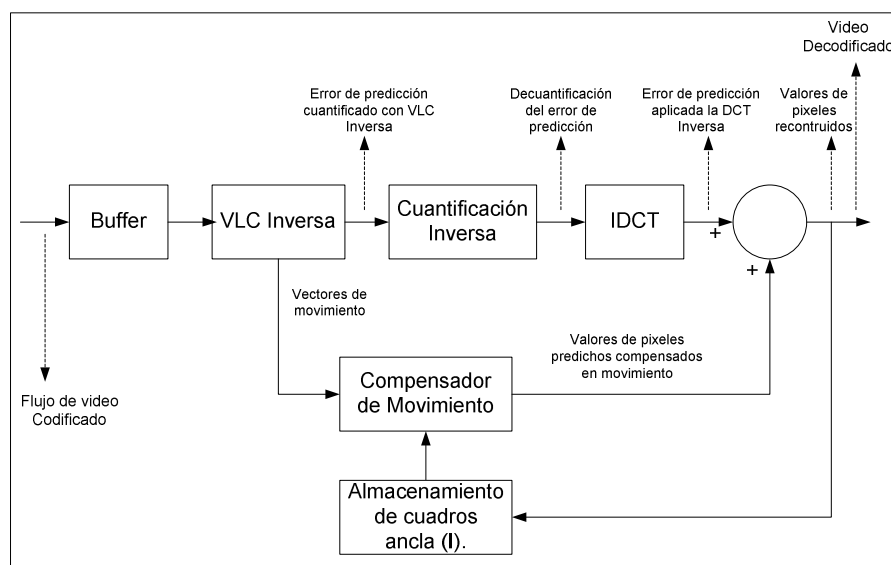 Video
Decodificado
Error de predicción
cuantificado con VLC
Inversa
Decuantificación
del error de
predicción
Error de predicción
aplicada la DCT
Inversa
Valores de
pixeles
recontruidos
Buffer
VLC Inversa
Cuantificación
Inversa
IDCT
+
+
Vectores de
movimiento
Valores de pixeles
predichos compensados
en movimiento
Compensador
de Movimiento
Flujo de video
Codificado
Almacenamiento
de cuadros
ancla (I).